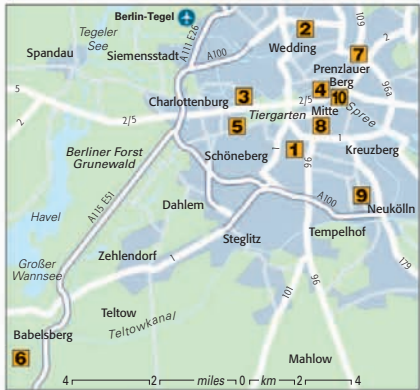 Berlin-Tegel
Tegeler
See
A111 E26
2
109
Wedding
2
Spandau
Siemensstadt
A100
7
Prenzlauer
Berg
96a
5
Charlottenburg
3
4
10
2/5
Mitte
Spree
2
2/5
Tiergarten
5
8
1
Berliner Forst
Grunewald
Schöneberg
1
1
96
Kreuzberg
A115 E51
Havel
Dahlem
A100
9
Neukölln
Steglitz
Tempelhof
Großer
Wannsee
Zehlendorf
1
179
Teltow
Teltowkanal
101
96
Babelsberg
6
Mahlow
4 2 miles 0 km 2 4